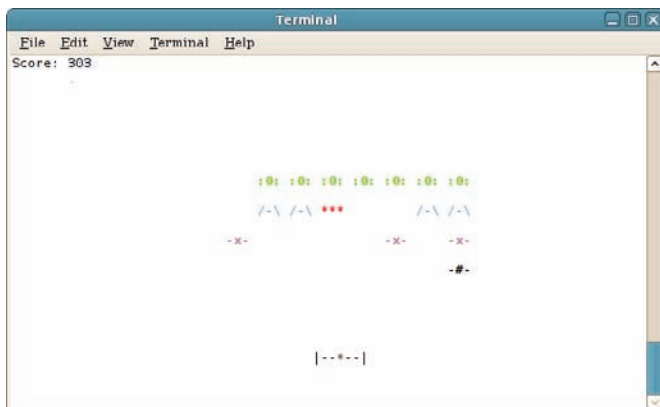 Terminal
File Edit View Terminal Help
Score: 303
:0: :0: :0: :0: :0: :0: :0:
/-\ /-\ *** /-\ /-\
-x- -x- -x-
-#-
|--*--|